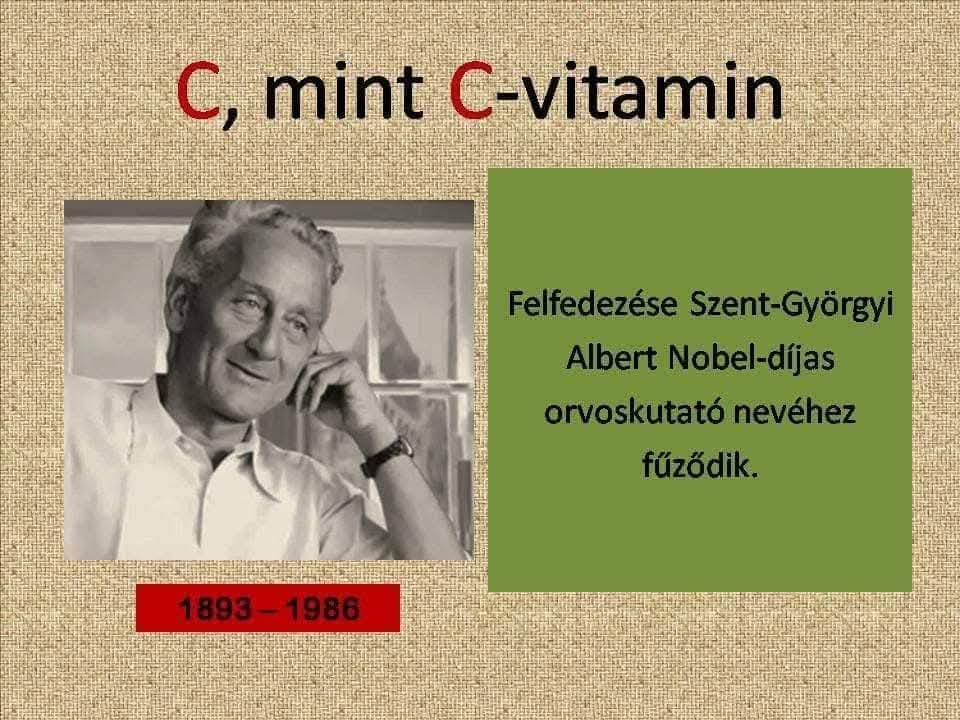 C, mint C-vitamin
Felfedezése Szent-Györgyi
Albert Nobel-díjas
orvoskutató nevéhez
fűződik.
1893 – 1986